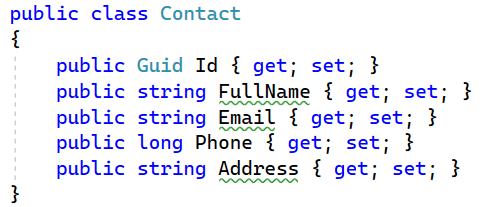 public class Contact
{
public Guid Id { get; set; }
public string FullName { get; set; }
public string Email { get; set; }
public long Phone { get; set; }
public string Address { get; set; }
}